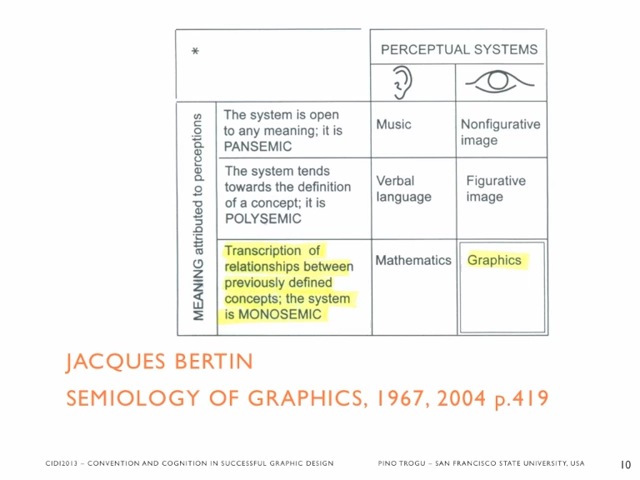 *
PERCEPTUAL SYSTEMS
MEANING attributed to perceptions
The system is open
to any meaning; it is
PANSEMIC
Music
Nonfigurative
image
The system tends
towards the definition
of a concept; it is
POLYSEMIC
Verbal
language
Figurative
image
Transcription of
relationships between
previously defined
concepts; the system
is MONOSEMIC
Mathematics
Graphics
JACQUES BERTIN
SEMIOLOGY OF GRAPHICS, 1967, 2004 p.419
CIDI2013 – CONVENTION AND COGNITION IN SUCCESSFUL GRAPHIC DESIGN
PINO TROGU – SAN FRANCISCO STATE UNIVERSITY, USA
10